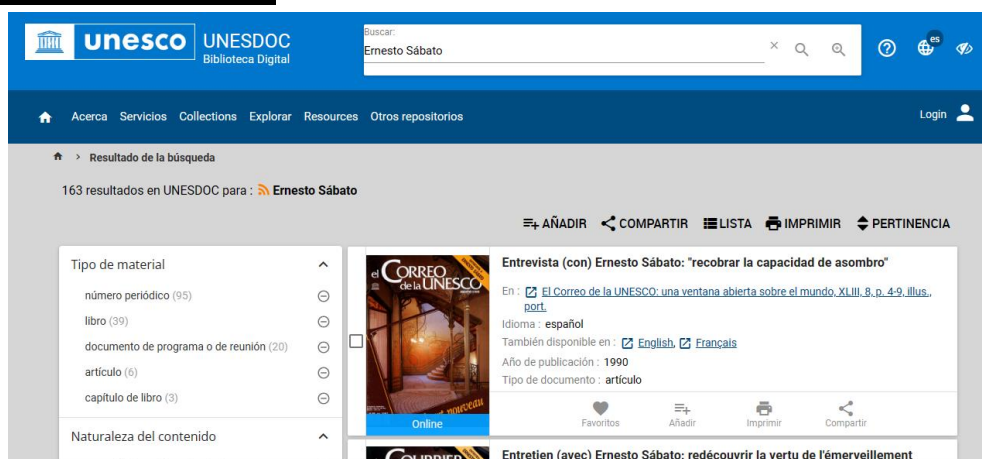 unesco
UNESDOC
Biblioteca Digital
Buscar:
Ernesto Sábato
es
Acerca Servicios Collections Explorar Resources Otros repositorios
Login
> Resultado de la búsqueda
163 resultados en UNESDOC para : Ernesto Sábato
AÑADIR COMPARTIR LISTA IMPRIMIR PERTINENCIA
Tipo de material
número periódico (95)
libro (39)
documento de programa o de reunión (20)
artículo (6)
capítulo de libro (3)
Naturaleza del contenido
el CORREO
de la UNESCO
nouveau
Online
Entrevista (con) Ernesto Sábato: "recobrar la capacidad de asombro"
En : El Correo de la UNESCO: una ventana abierta sobre el mundo, XLIII, 8, p. 4-9, illus.,
port.
Idioma : español
También disponible en : English, Français
Año de publicación : 1990
Tipo de documento : artículo
Favoritos Añadir Imprimir Compartir
Entretien (avec) Ernesto Sábato: redécouvrir la vertu de l'émerveillement